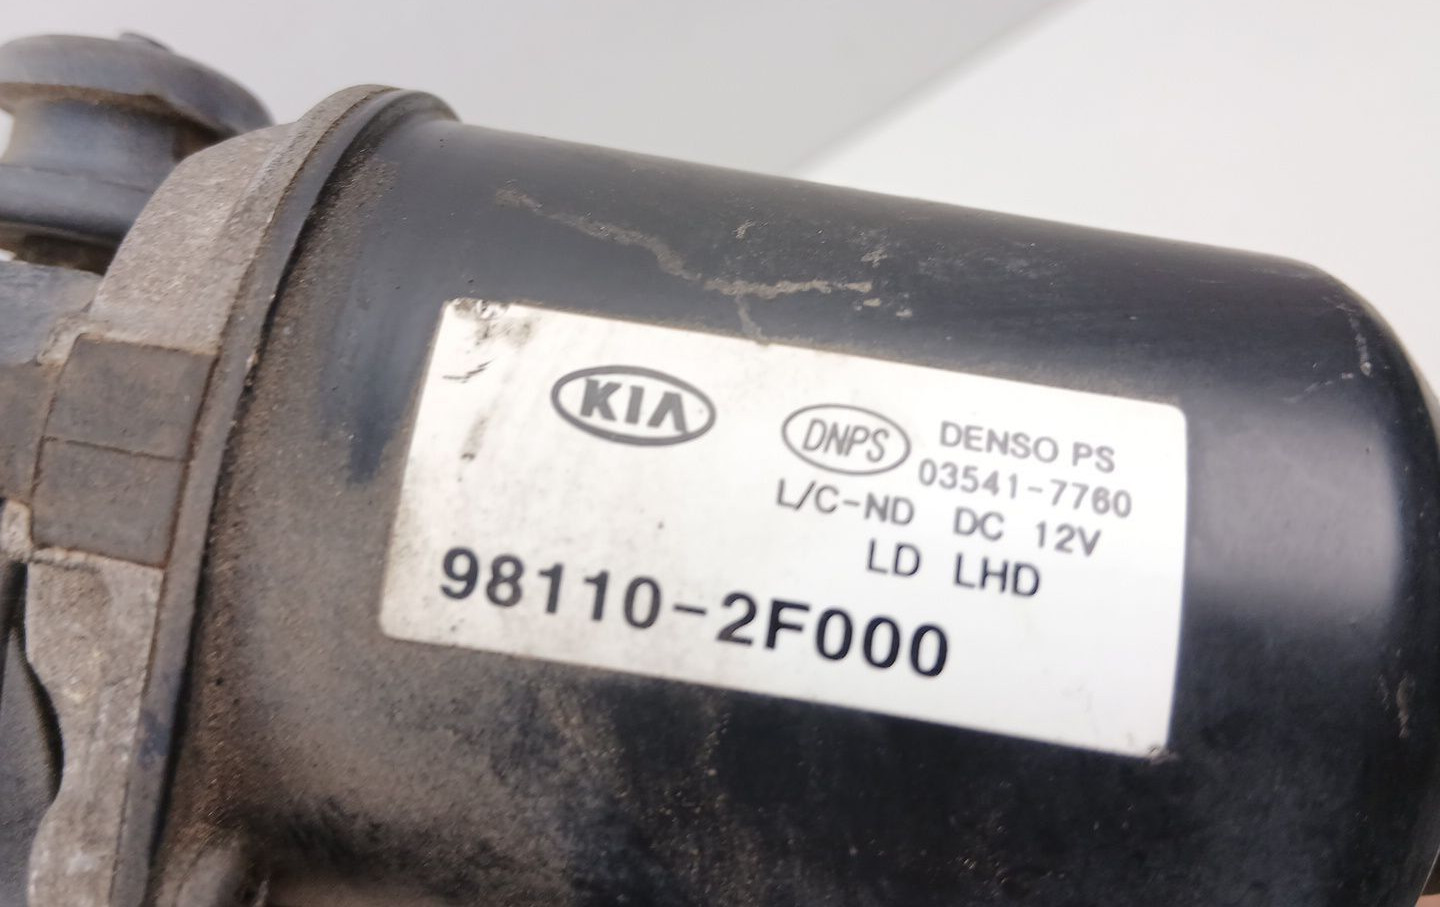 KIA
DNPS DENSO PS
03541-7760
L/C-ND DC 12V
LD LHD
98110-2F000